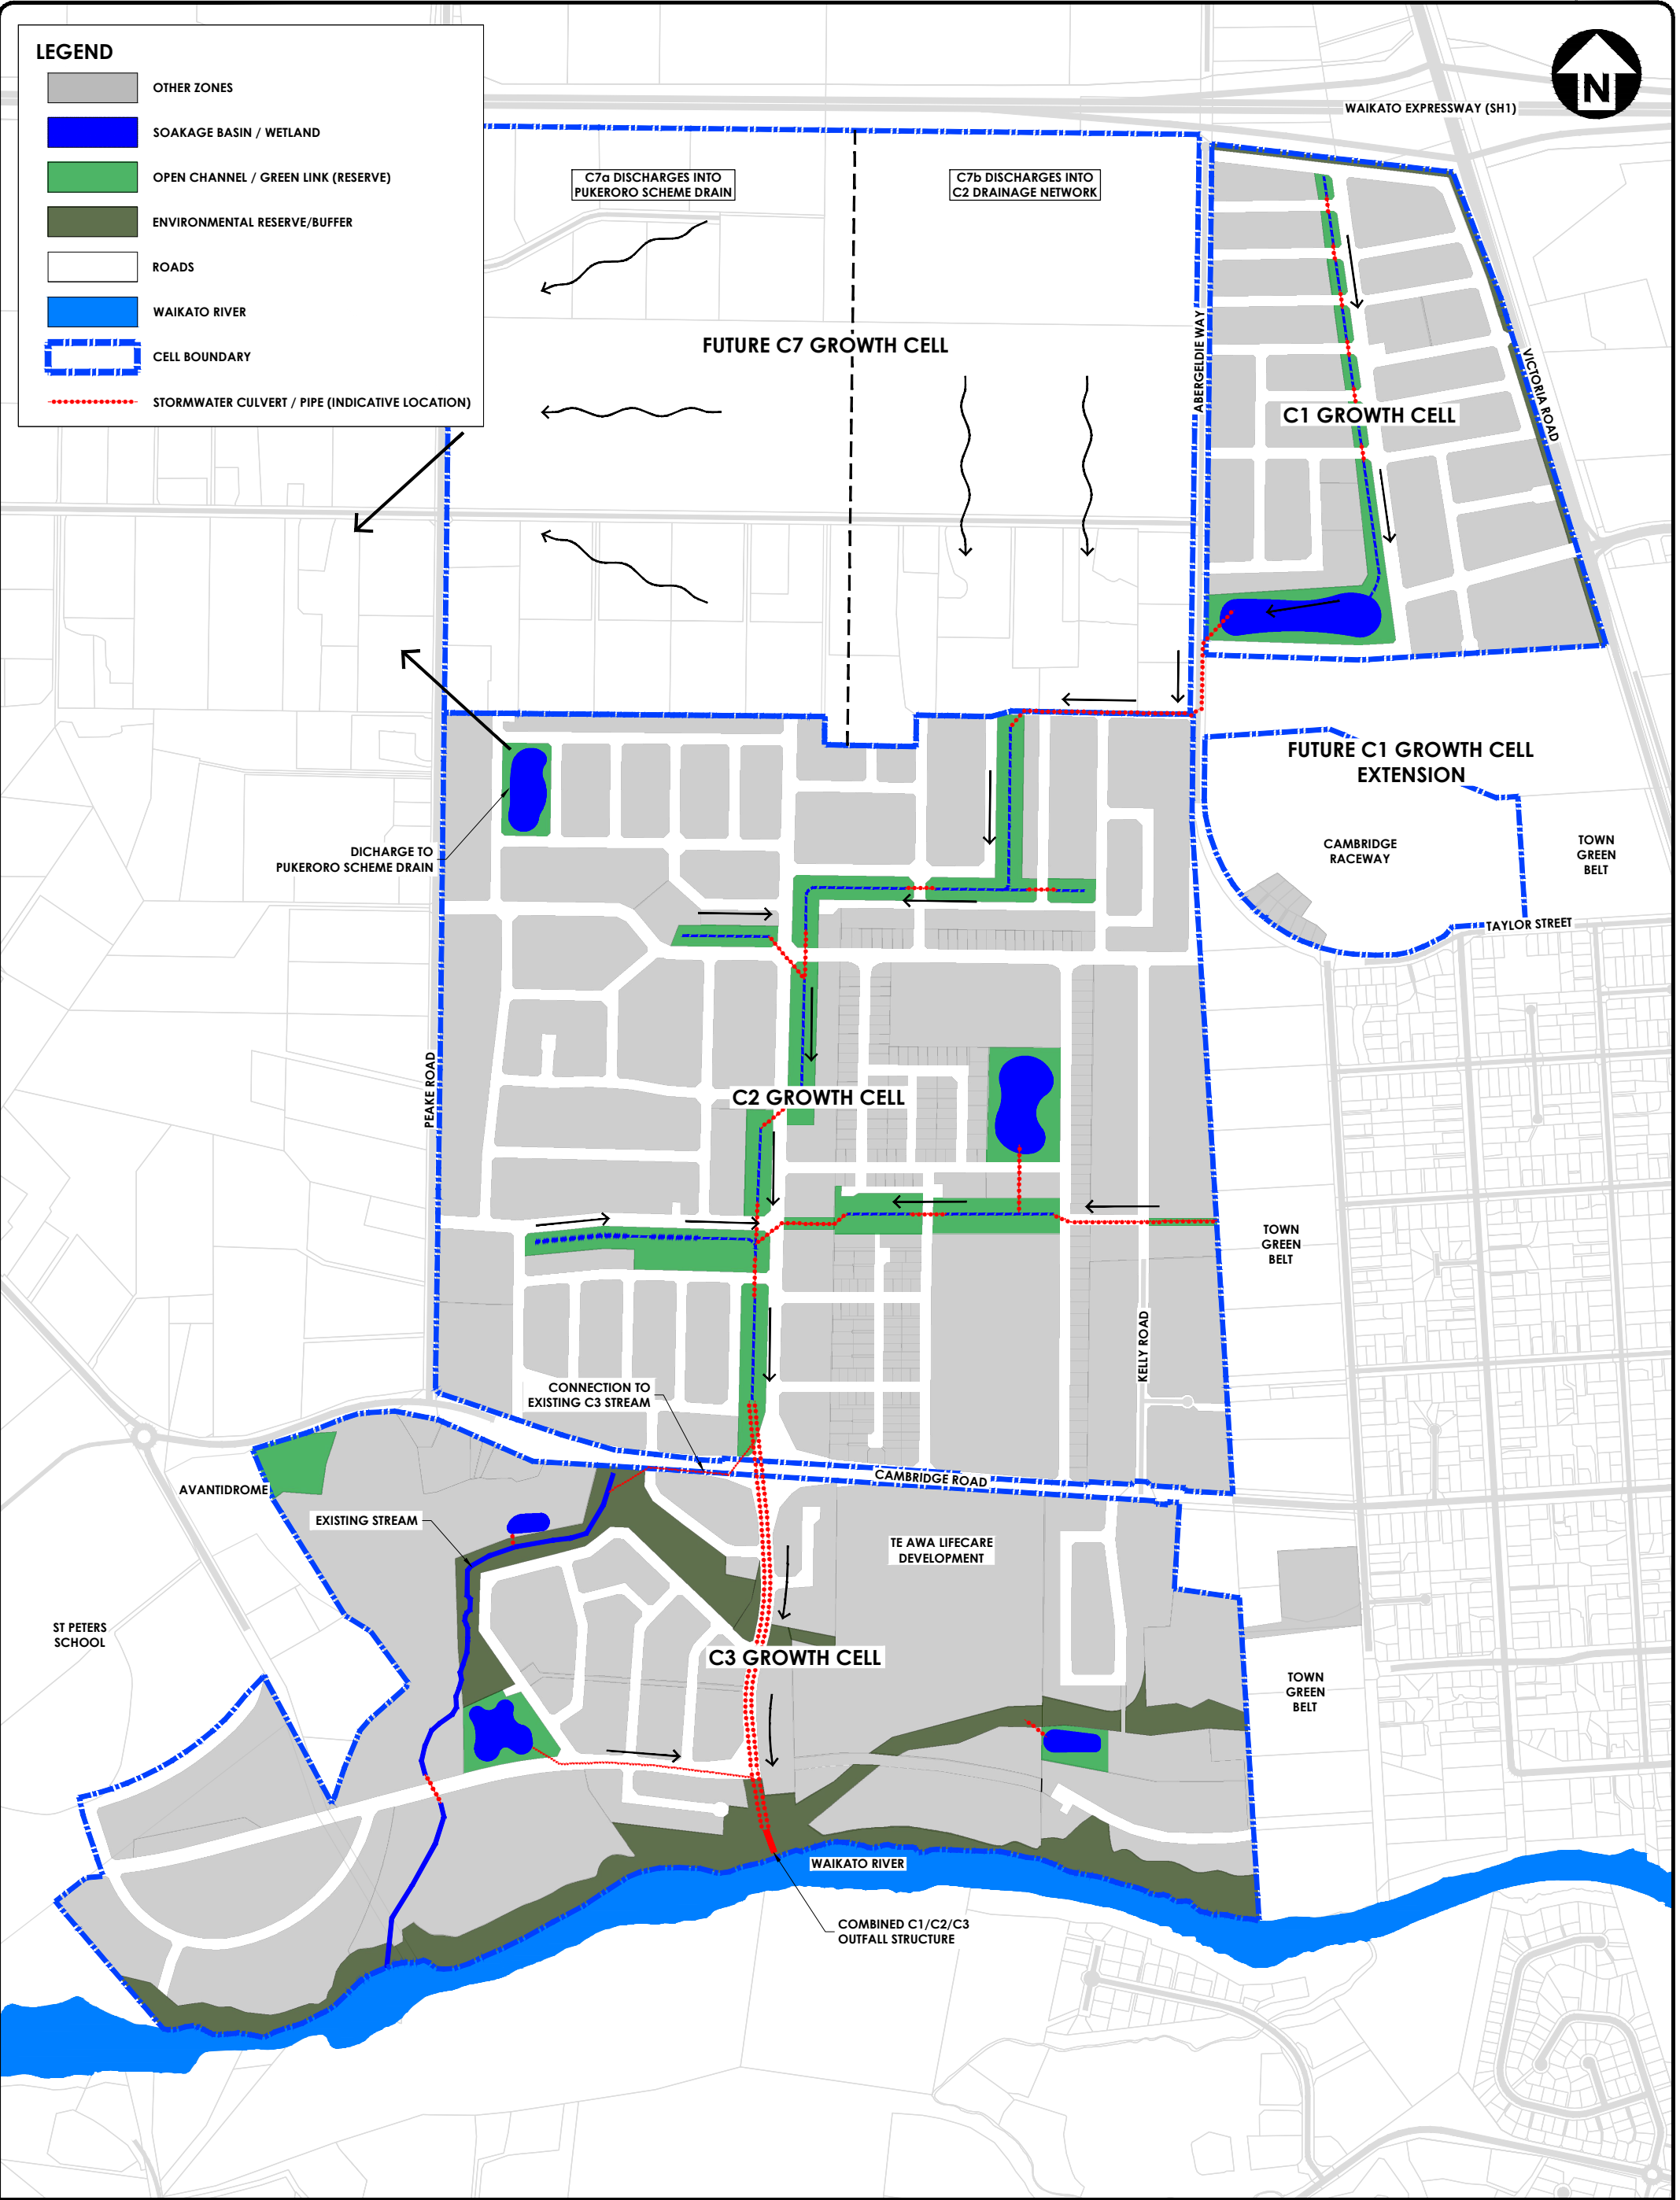 LEGEND
OTHER ZONES
SOAKAGE BASIN / WETLAND
OPEN CHANNEL / GREEN LINK (RESERVE)
ENVIRONMENTAL RESERVE/BUFFER
ROADS
WAIKATO RIVER
CELL BOUNDARY
STORMWATER CULVERT / PIPE (INDICATIVE LOCATION)
N
WAIKATO EXPRESSWAY (SH1)
C7a DISCHARGES INTO
PUKERORO SCHEME DRAIN
C7b DISCHARGES INTO
C2 DRAINAGE NETWORK
FUTURE C7 GROWTH CELL
ABERGELDIE WAY
VICTORIA ROAD
C1 GROWTH CELL
FUTURE C1 GROWTH CELL
EXTENSION
CAMBRIDGE
RACEWAY
TOWN
GREEN
BELT
TAYLOR STREET
DICHARGE TO
PUKERORO SCHEME DRAIN
PEAKE ROAD
C2 GROWTH CELL
TOWN
GREEN
BELT
KELLY ROAD
CONNECTION TO
EXISTING C3 STREAM
CAMBRIDGE ROAD
AVANTIDROME
EXISTING STREAM
TE AWA LIFECARE
DEVELOPMENT
ST PETERS
SCHOOL
C3 GROWTH CELL
TOWN
GREEN
BELT
WAIKATO RIVER
COMBINED C1/C2/C3
OUTFALL STRUCTURE